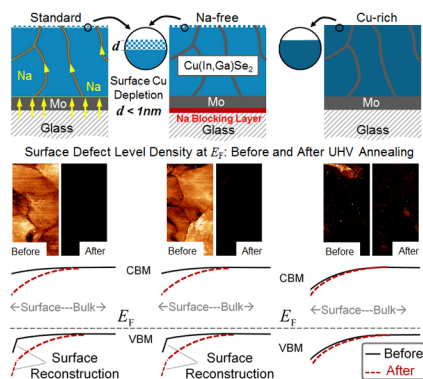 Standard
Na-free
Cu-rich
d
Na
Na
Surface Cu
Depletion
d < 1nm
Cu(In,Ga)Se2
Mo
Mo
Mo
Glass
Na Blocking Layer
Glass
Glass
Surface Defect Level Density at EF: Before and After UHV Annealing
Before
After
Before
After
Before
After
CBM
CBM
Surface---Bulk
EF
Surface---Bulk
EF
Surface---Bulk
VBM
VBM
Surface
Reconstruction
Surface
Reconstruction
Before
After